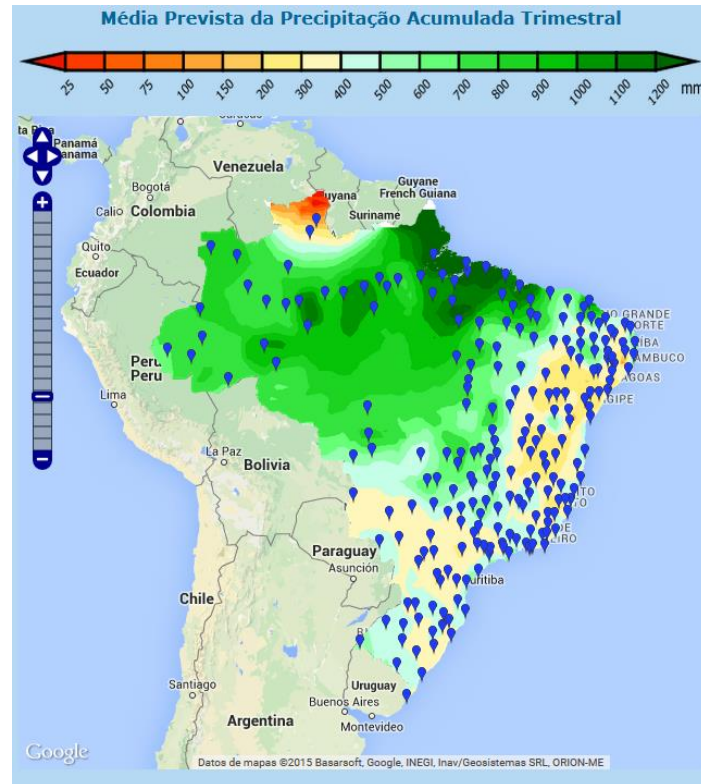 Média Prevista da Precipitação Acumulada Trimestral
25 50 75 100 150 200 300 400 500 600 700 800 900 1000 1100 1200 mm
Panamá
Panama
Venezuela
Guyane
French Guiana
Bogotá
Cali
Colombia
Suriname
Quito
Ecuador
Perú
Peru
Lima
La Paz
Bolivia
Paraguay
Asunción
Chile
Uruguay
Santiago
Buenos Aires
Montevideo
Argentina
Google
Datos de mapas ©2015 Basarsoft, Google, INEGI, Inav/Geosistemas SRL, ORION-ME